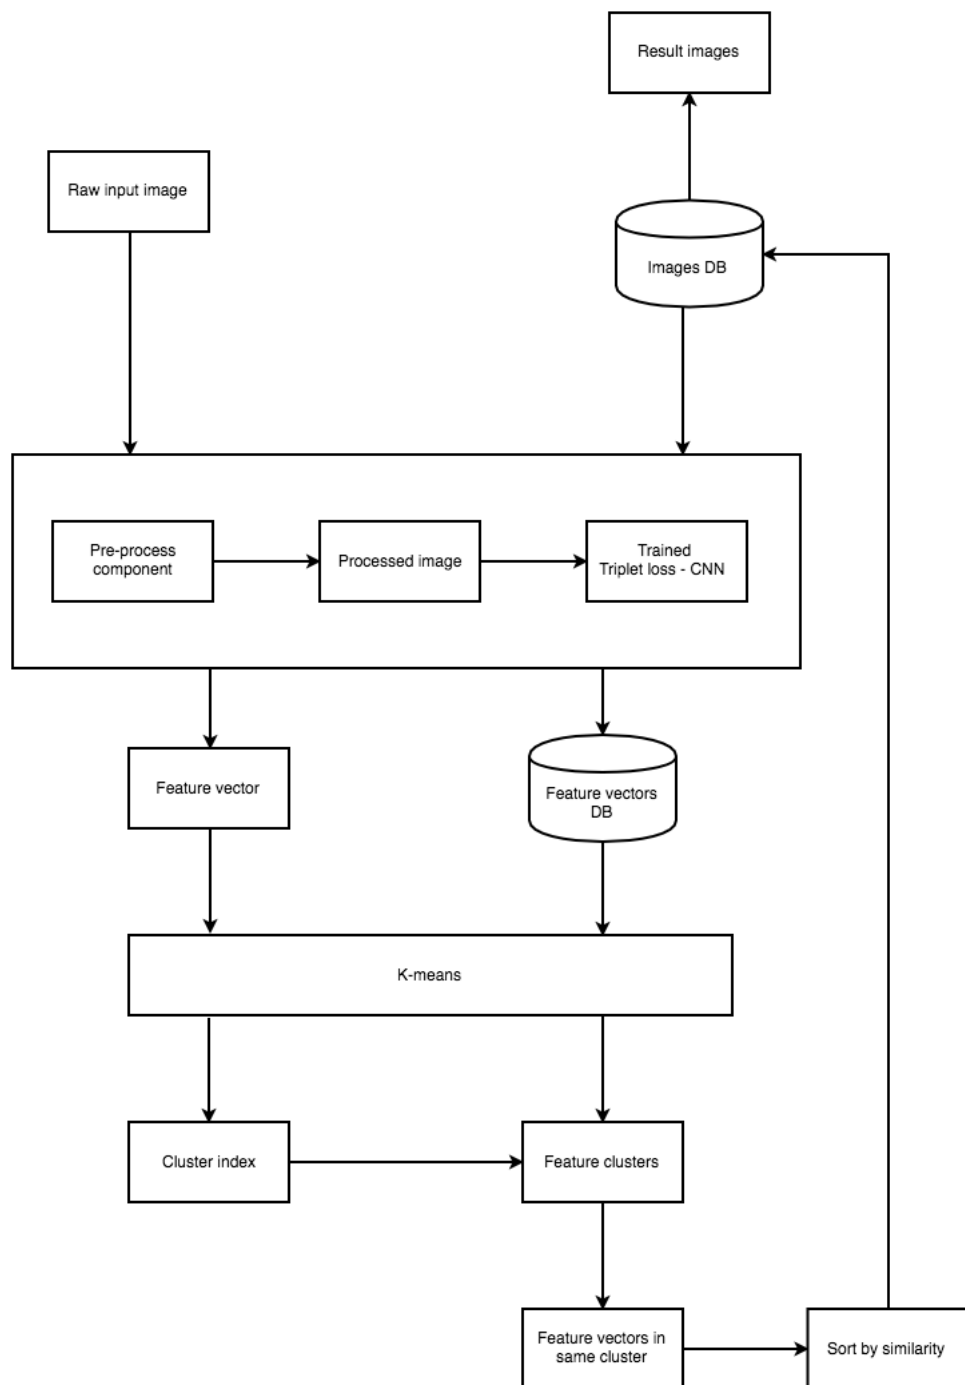 Result images
Raw input image
Images DB
Pre-process
component
Processed image
Trained
Triplet loss - CNN
Feature vector
Feature vectors
DB
K-means
Cluster index
Feature clusters
Feature vectors in
same cluster
Sort by similarity